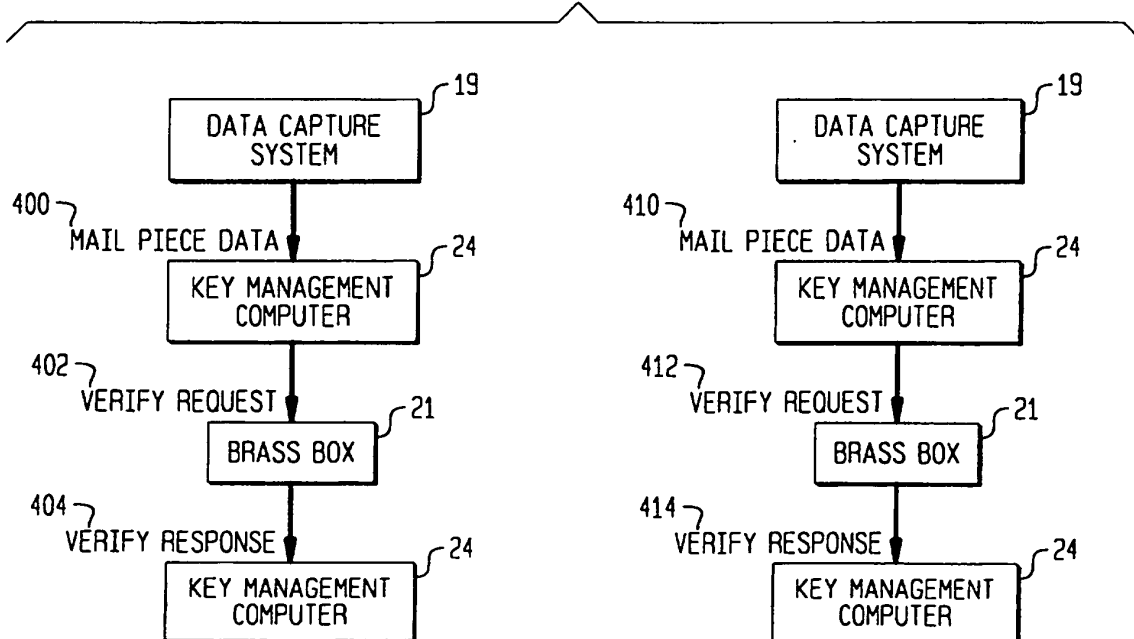 19
DATA CAPTURE
SYSTEM
400
MAIL PIECE DATA
24
KEY MANAGEMENT
COMPUTER
402
VERIFY REQUEST
21
BRASS BOX
404
VERIFY RESPONSE
24
KEY MANAGEMENT
COMPUTER
19
DATA CAPTURE
SYSTEM
410
MAIL PIECE DATA
24
KEY MANAGEMENT
COMPUTER
412
VERIFY REQUEST
21
BRASS BOX
414
VERIFY RESPONSE
24
KEY MANAGEMENT
COMPUTER